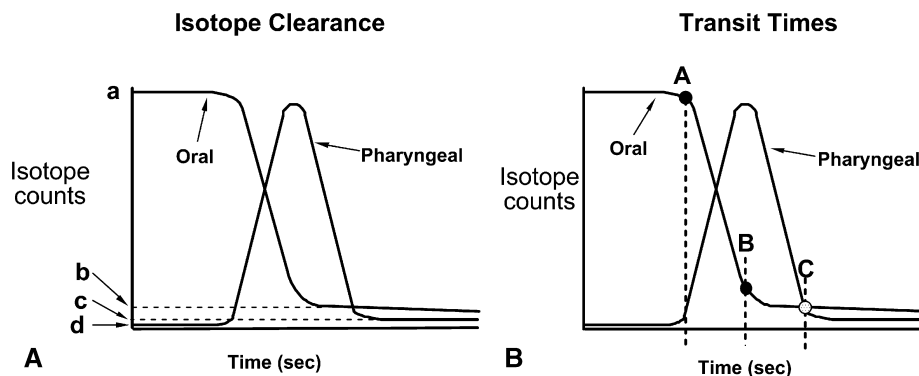 Isotope Clearance
a
Oral
Pharyngeal
Isotope
counts
b
c
d
A
Time (sec)
Transit Times
A
Oral
Pharyngeal
Isotope
counts
B
C
B
Time (sec)